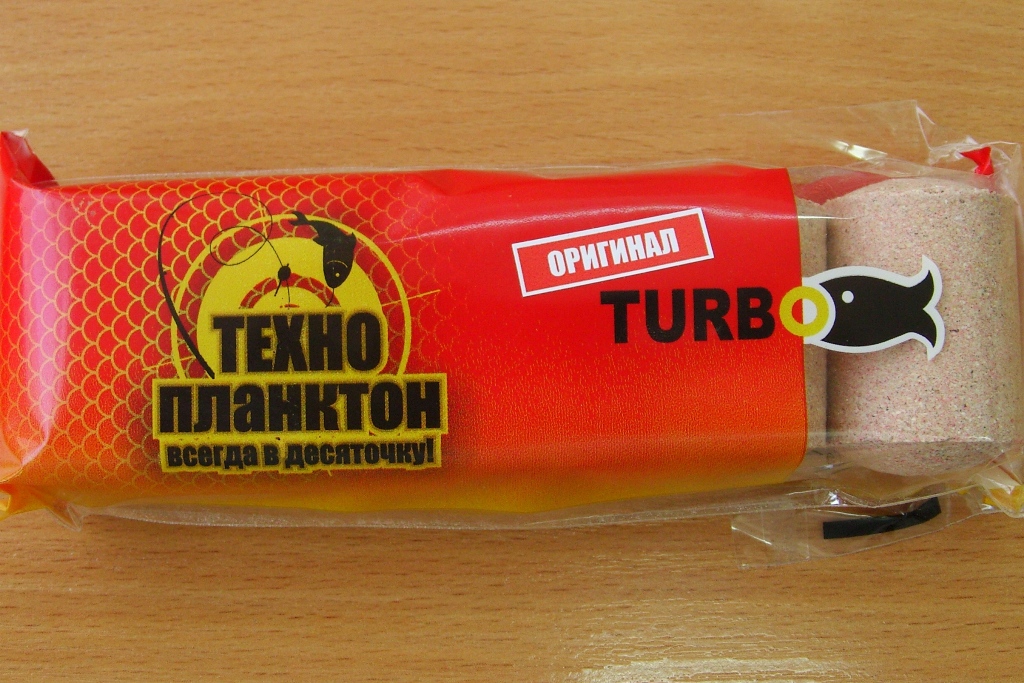 ТЕХНО
ПЛАНКТОН
всегда в десяточку!
ОРИГИНАЛ
TURBO